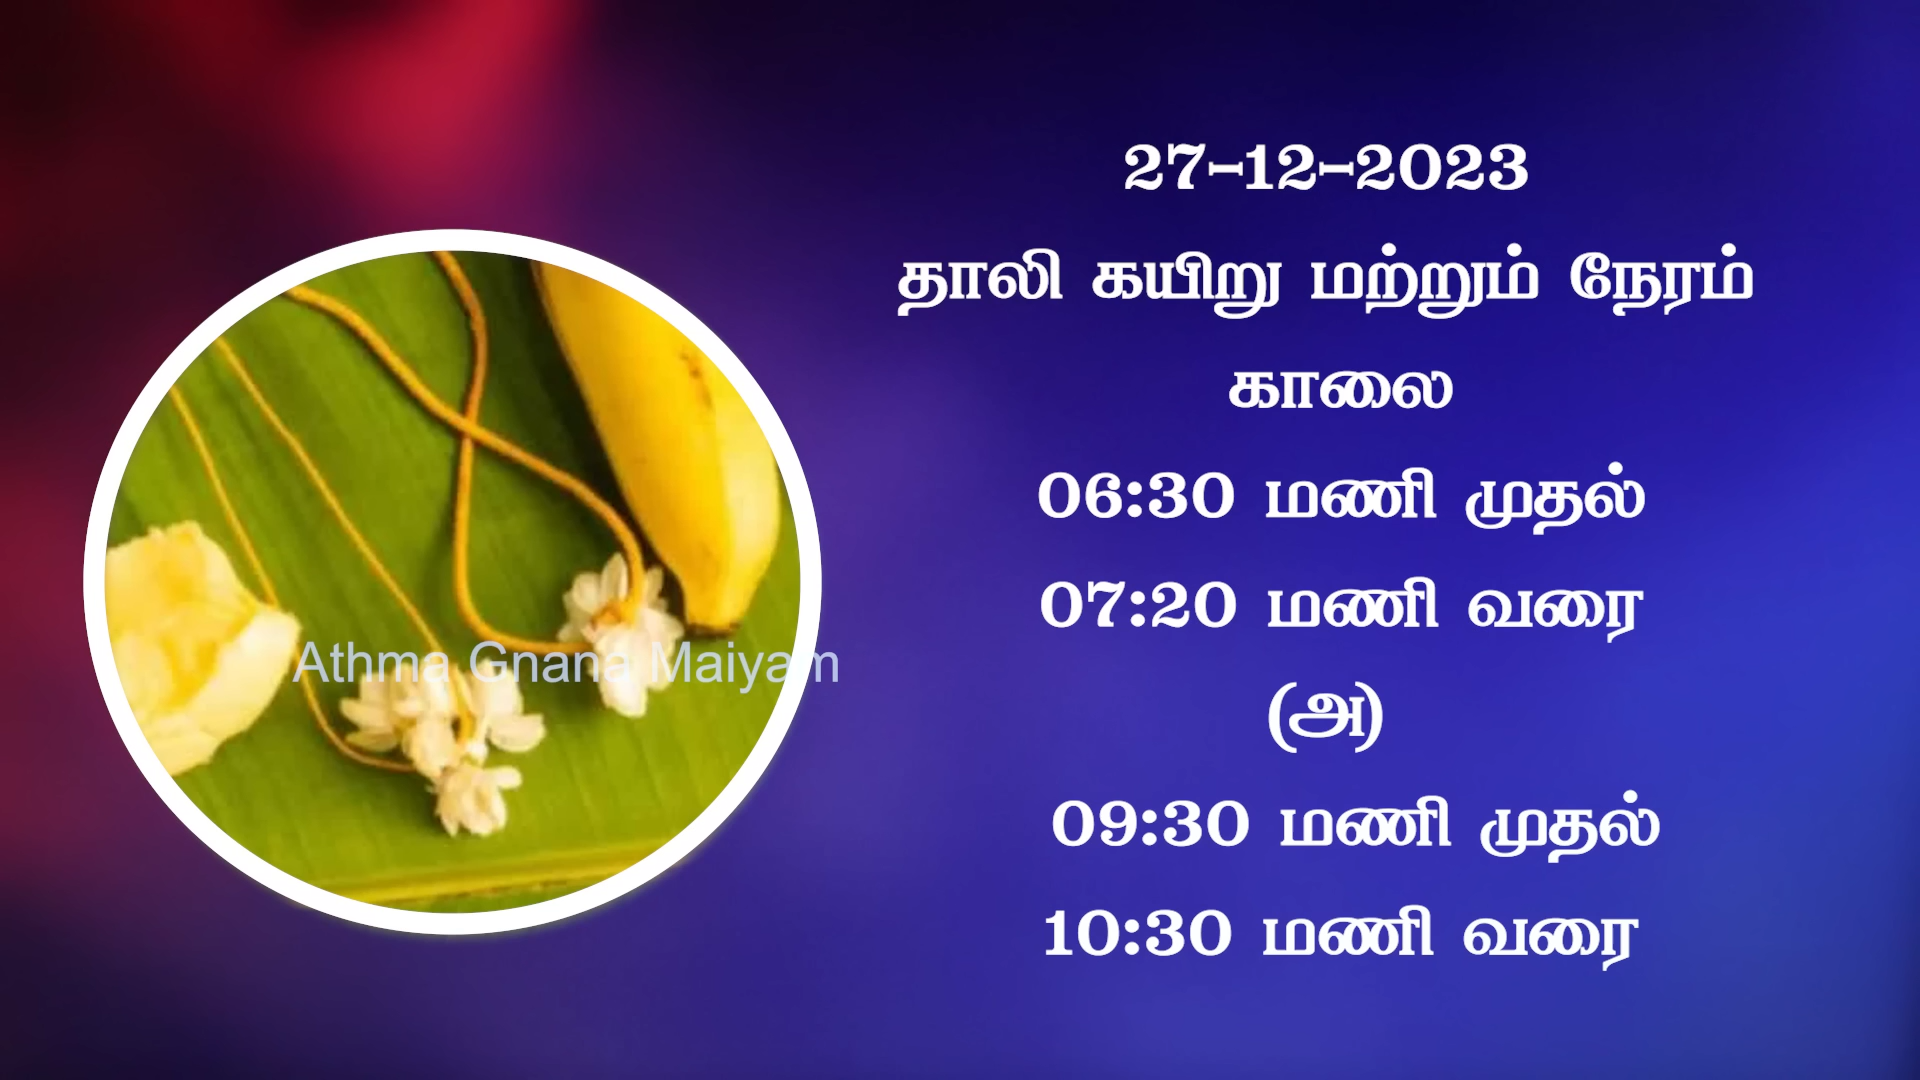 27-12-2023
தாலி கயிறு மற்றும் நேரம்
காலை
06:30 மணி முதல்
07:20 மணி வரை
(அ)
09:30 மணி முதல்
10:30 மணி வரை
Athma Gnana Maiyam